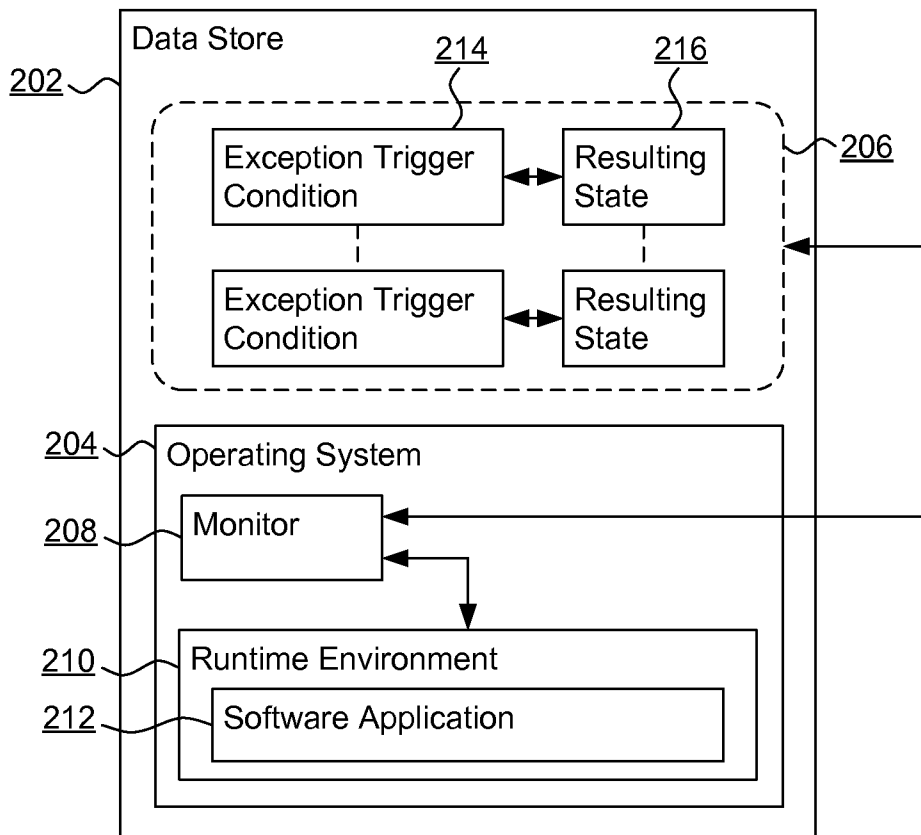 Data Store
202
214
216
206
Exception Trigger
Condition
Resulting
State
Exception Trigger
Condition
Resulting
State
204
Operating System
208
Monitor
210
Runtime Environment
212
Software Application